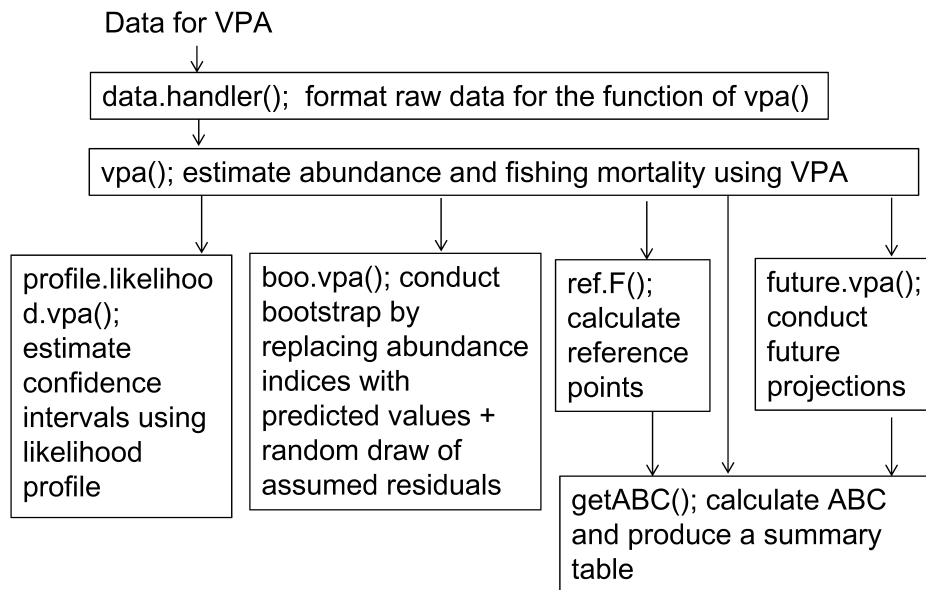 Data for VPA
data.handler();  format raw data for the function of vpa()
vpa(); estimate abundance and fishing mortality using VPA
profile.likelihoo
d.vpa();
estimate
confidence
intervals using
likelihood
profile
boo.vpa(); conduct
bootstrap by
replacing abundance
indices with
predicted values +
random draw of
assumed residuals
ref.F();
calculate
reference
points
future.vpa();
conduct
future
projections
getABC(); calculate ABC
and produce a summary
table